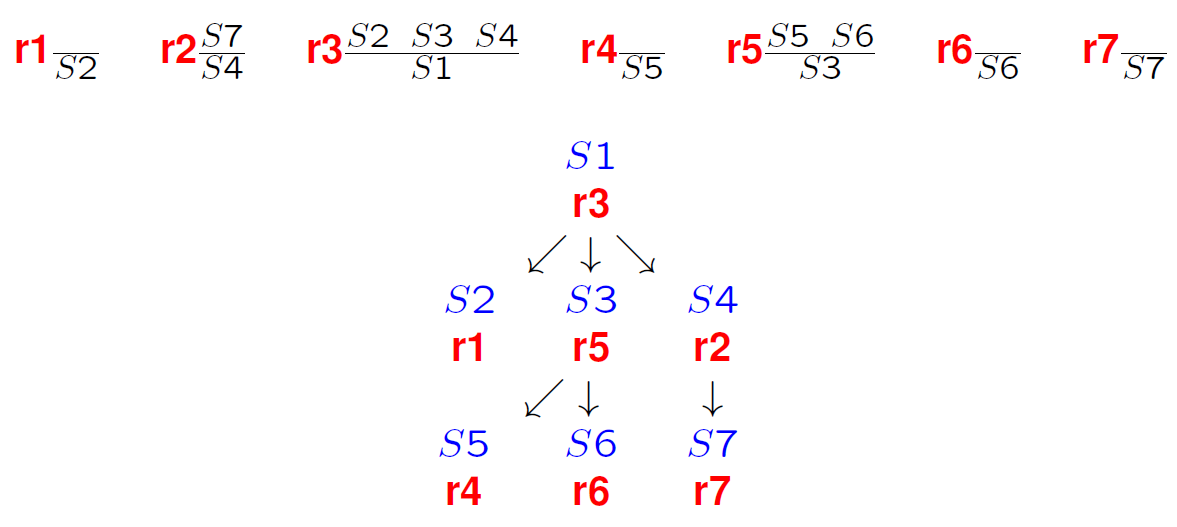 r1 S2 r2 S7 S4 r3 S2 S3 S4 S1 r4 S5 r5 S5 S6 S3 r6 S6 r7 S7
S1
r3
S2 S3 S4
r1 r5 r2
S5 S6 S7
r4 r6 r7